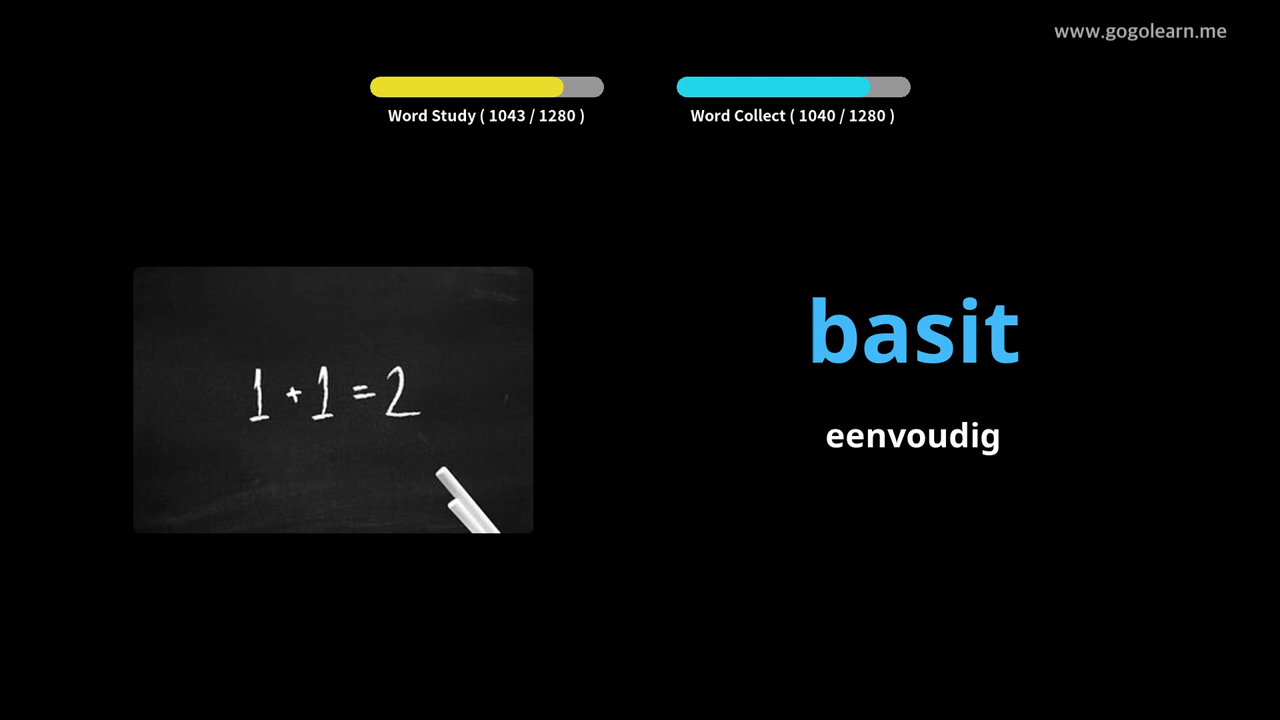 www.gogolearn.me
Word Study ( 1043 / 1280 )
Word Collect ( 1040 / 1280 )
1 + 1 = 2
basit
eenvoudig